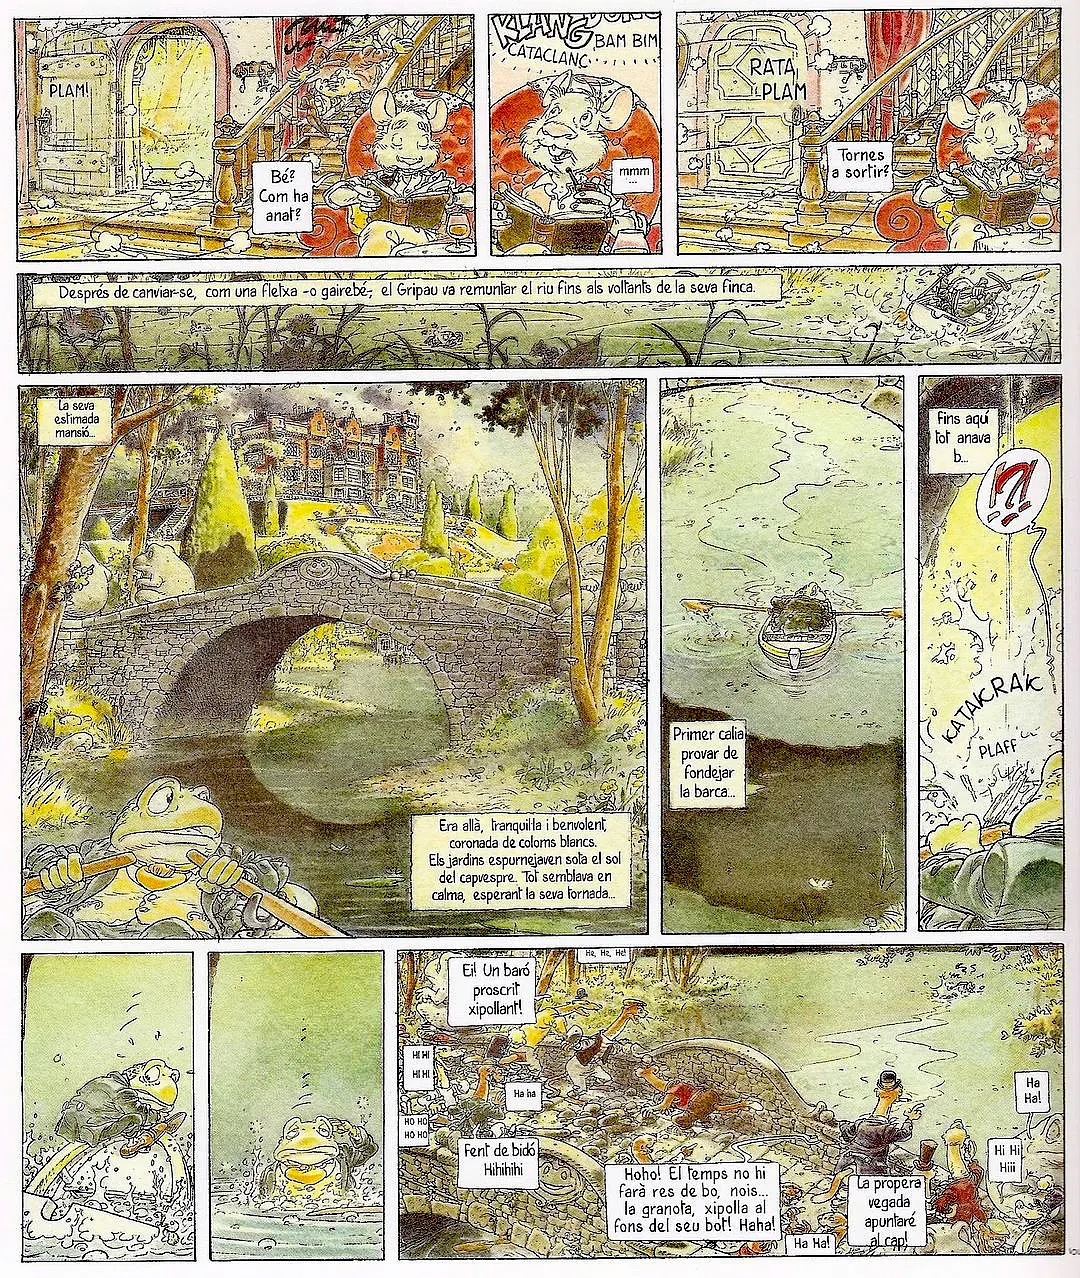 PLAM!
Bé?
Com ha
anat?
KLANG
DONG
CATACLANC
BAM BIM
mmm
...
RATA
PLAM
Tornes
a sortir?
Després de canviar-se, com una fletxa -o gairebé-, el Gripau va remuntar el riu fins als voltants de la seva finca.
La seva
estimada
mansió...
Era allà, tranquil·la i benvolent,
coronada de coloms blancs.
Els jardins espurnejaven sota el sol
del capvespre. Tot semblava en
calma, esperant la seva tornada...
Primer calia
provar de
fondejar
la barca...
Fins aquí
tot anava
b...
!?
KATAKRAK
PLAFF
He, He, He!
Ei! Un baró
proscrit
xipollant!
HI HI
HI HI
Ha ha
HO HO
HO HO
Fent de bidó
Hihihihi
Hoho! El temps no hi
farà res de bo, nois...
la granota, xipolla al
fons del seu bot! Haha!
Ha Ha!
La propera
vegada
apuntaré
al cap!
Ha
Ha!
Hi Hi
Hiii